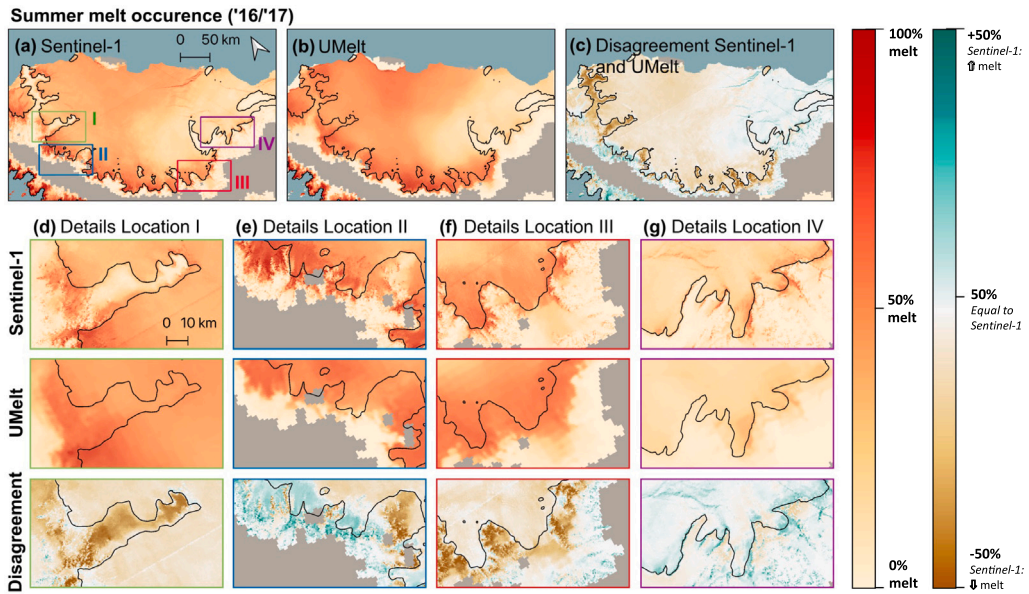 Summer melt occurence ('16/'17)
(a) Sentinel-1
0 50 km
(b) UMelt
(c) Disagreement Sentinel-1
and UMelt
I
II
III
IV
(d) Details Location I
(e) Details Location II
(f) Details Location III
(g) Details Location IV
Sentinel-1
0 10 km
UMelt
Disagreement
100%
melt
50%
melt
0%
melt
+50%
Sentinel-1:
⇧ melt
50%
Equal to
Sentinel-1
-50%
Sentinel-1:
⇩ melt